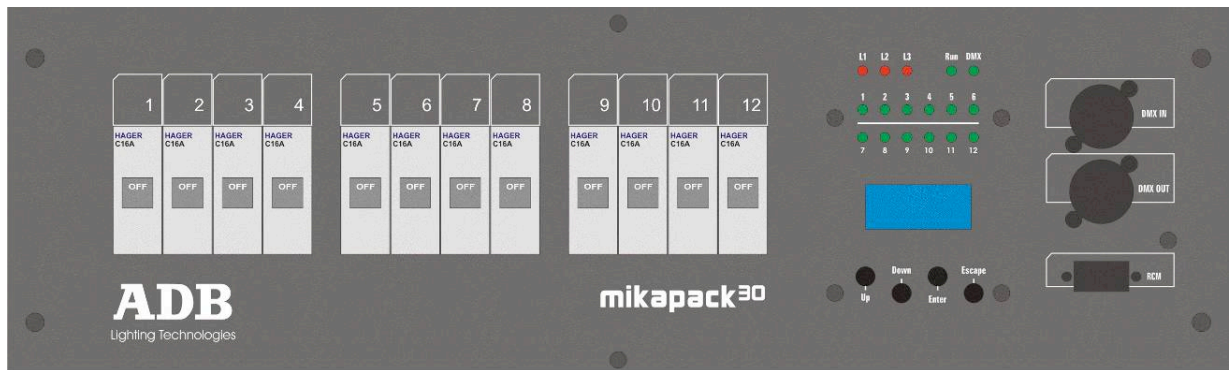 L1 L2 L3 Run DMX
1 2 3 4 5 6
7 8 9 10 11 12
1 2 3 4
HAGER HAGER HAGER HAGER
C16A C16A C16A C16A
OFF OFF OFF OFF
5 6 7 8
HAGER HAGER HAGER HAGER
C16A C16A C16A C16A
OFF OFF OFF OFF
9 10 11 12
HAGER HAGER HAGER HAGER
C16A C16A C16A C16A
OFF OFF OFF OFF
DMX IN
DMX OUT
RCM
Down Escape
Up Enter
ADB
Lighting Technologies
mikapack30